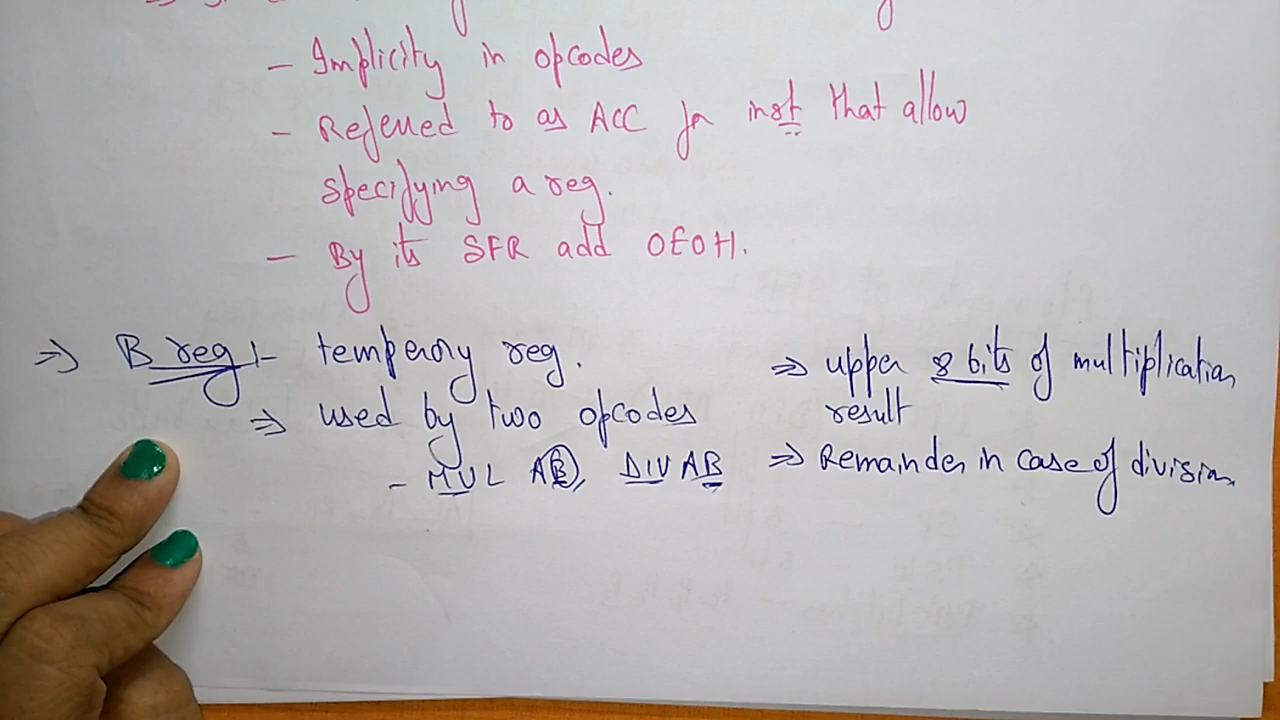 - Implicity in opcodes
- Referred to as ACC for inst that allow
specifying a reg.
- By its SFR add 0E0H.
⇒ B reg:- temperory reg.
⇒ used by two opcodes
- MUL AB, DIV AB
⇒ upper 8 bits of multiplication
result
⇒ Remainder in case of division